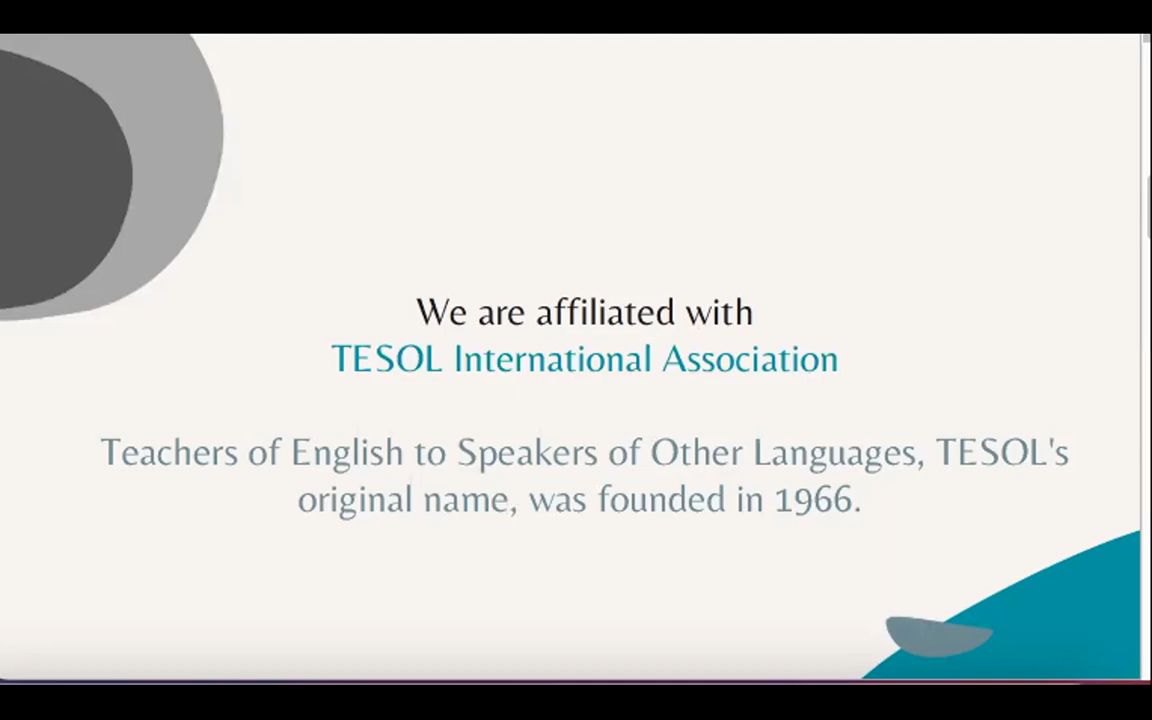 We are affiliated with
TESOL International Association
Teachers of English to Speakers of Other Languages, TESOL's
original name, was founded in 1966.